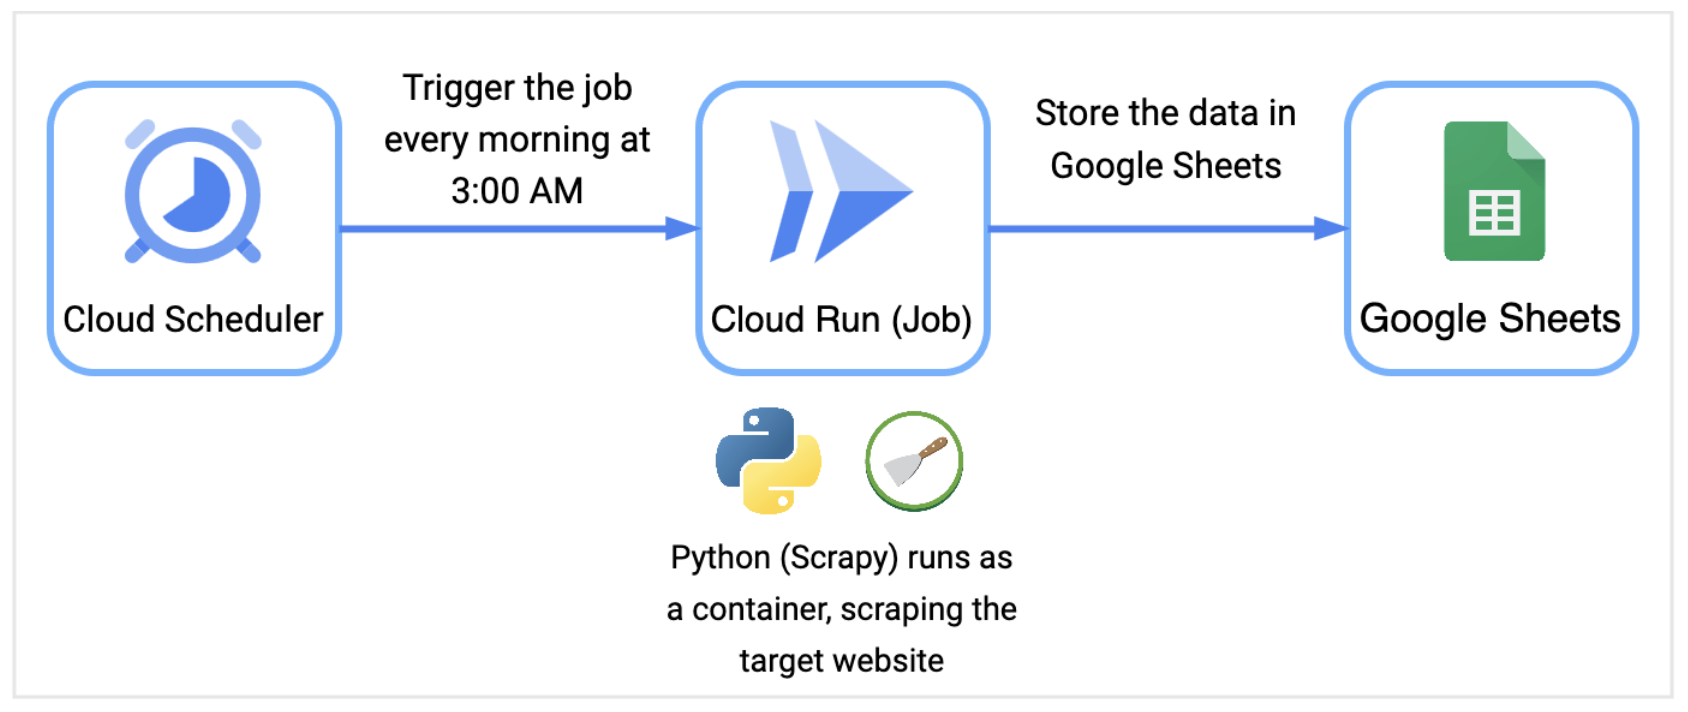 Trigger the job
every morning at
3:00 AM
Store the data in
Google Sheets
Cloud Scheduler
Cloud Run (Job)
Google Sheets
Python (Scrapy) runs as
a container, scraping the
target website